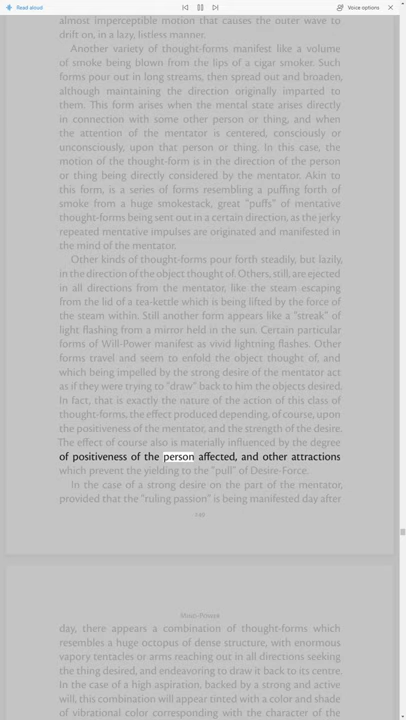 Read aloud
Voice options
almost imperceptible motion that causes the outer wave to
drift on, in a lazy, listless manner.
Another variety of thought-forms manifest like a volume
of smoke being blown from the lips of a cigar smoker. Such
forms pour out in long streams, then spread out and broaden,
although maintaining the direction originally imparted to
them. This form arises when the mental state arises directly
in connection with some other person or thing, and when
the attention of the mentator is centered, consciously or
unconsciously, upon that person or thing. In this case, the
motion of the thought-form is in the direction of the person
or thing being directly considered by the mentator. Akin to
this form, is a series of forms resembling a puffing forth of
smoke from a huge smokestack, great "puffs" of mentative
thought-forms being sent out in a certain direction, as the jerky
repeated mentative impulses are originated and manifested in
the mind of the mentator.
Other kinds of thought-forms pour forth steadily, but lazily,
in the direction of the object thought of. Others, still, are ejected
in all directions from the mentator, like the steam escaping
from the lid of a tea-kettle which is being lifted by the force of
the steam within. Still another form appears like a "streak" of
light flashing from a mirror held in the sun. Certain particular
forms of Will-Power manifest as vivid lightning flashes. Other
forms travel and seem to enfold the object thought of, and
which being impelled by the strong desire of the mentator act
as if they were trying to "draw" back to him the objects desired.
In fact, that is exactly the nature of the action of this class of
thought-forms, the effect produced depending, of course, upon
the positiveness of the mentator, and the strength of the desire.
The effect of course also is materially influenced by the degree
of positiveness of the person affected, and other attractions
which prevent the yielding to the "pull" of Desire-Force.
In the case of a strong desire on the part of the mentator,
provided that the "ruling passion" is being manifested day after
Mind-Power
day, there appears a combination of thought-forms which
resembles a huge octopus of dense structure, with enormous
vapory tentacles or arms reaching out in all directions seeking
the thing desired, and endeavoring to draw it back to its centre.
In the case of a high aspiration, backed by a strong and active
will, this combination will appear tinted with a color and shade
of vibrational color corresponding with the character of the